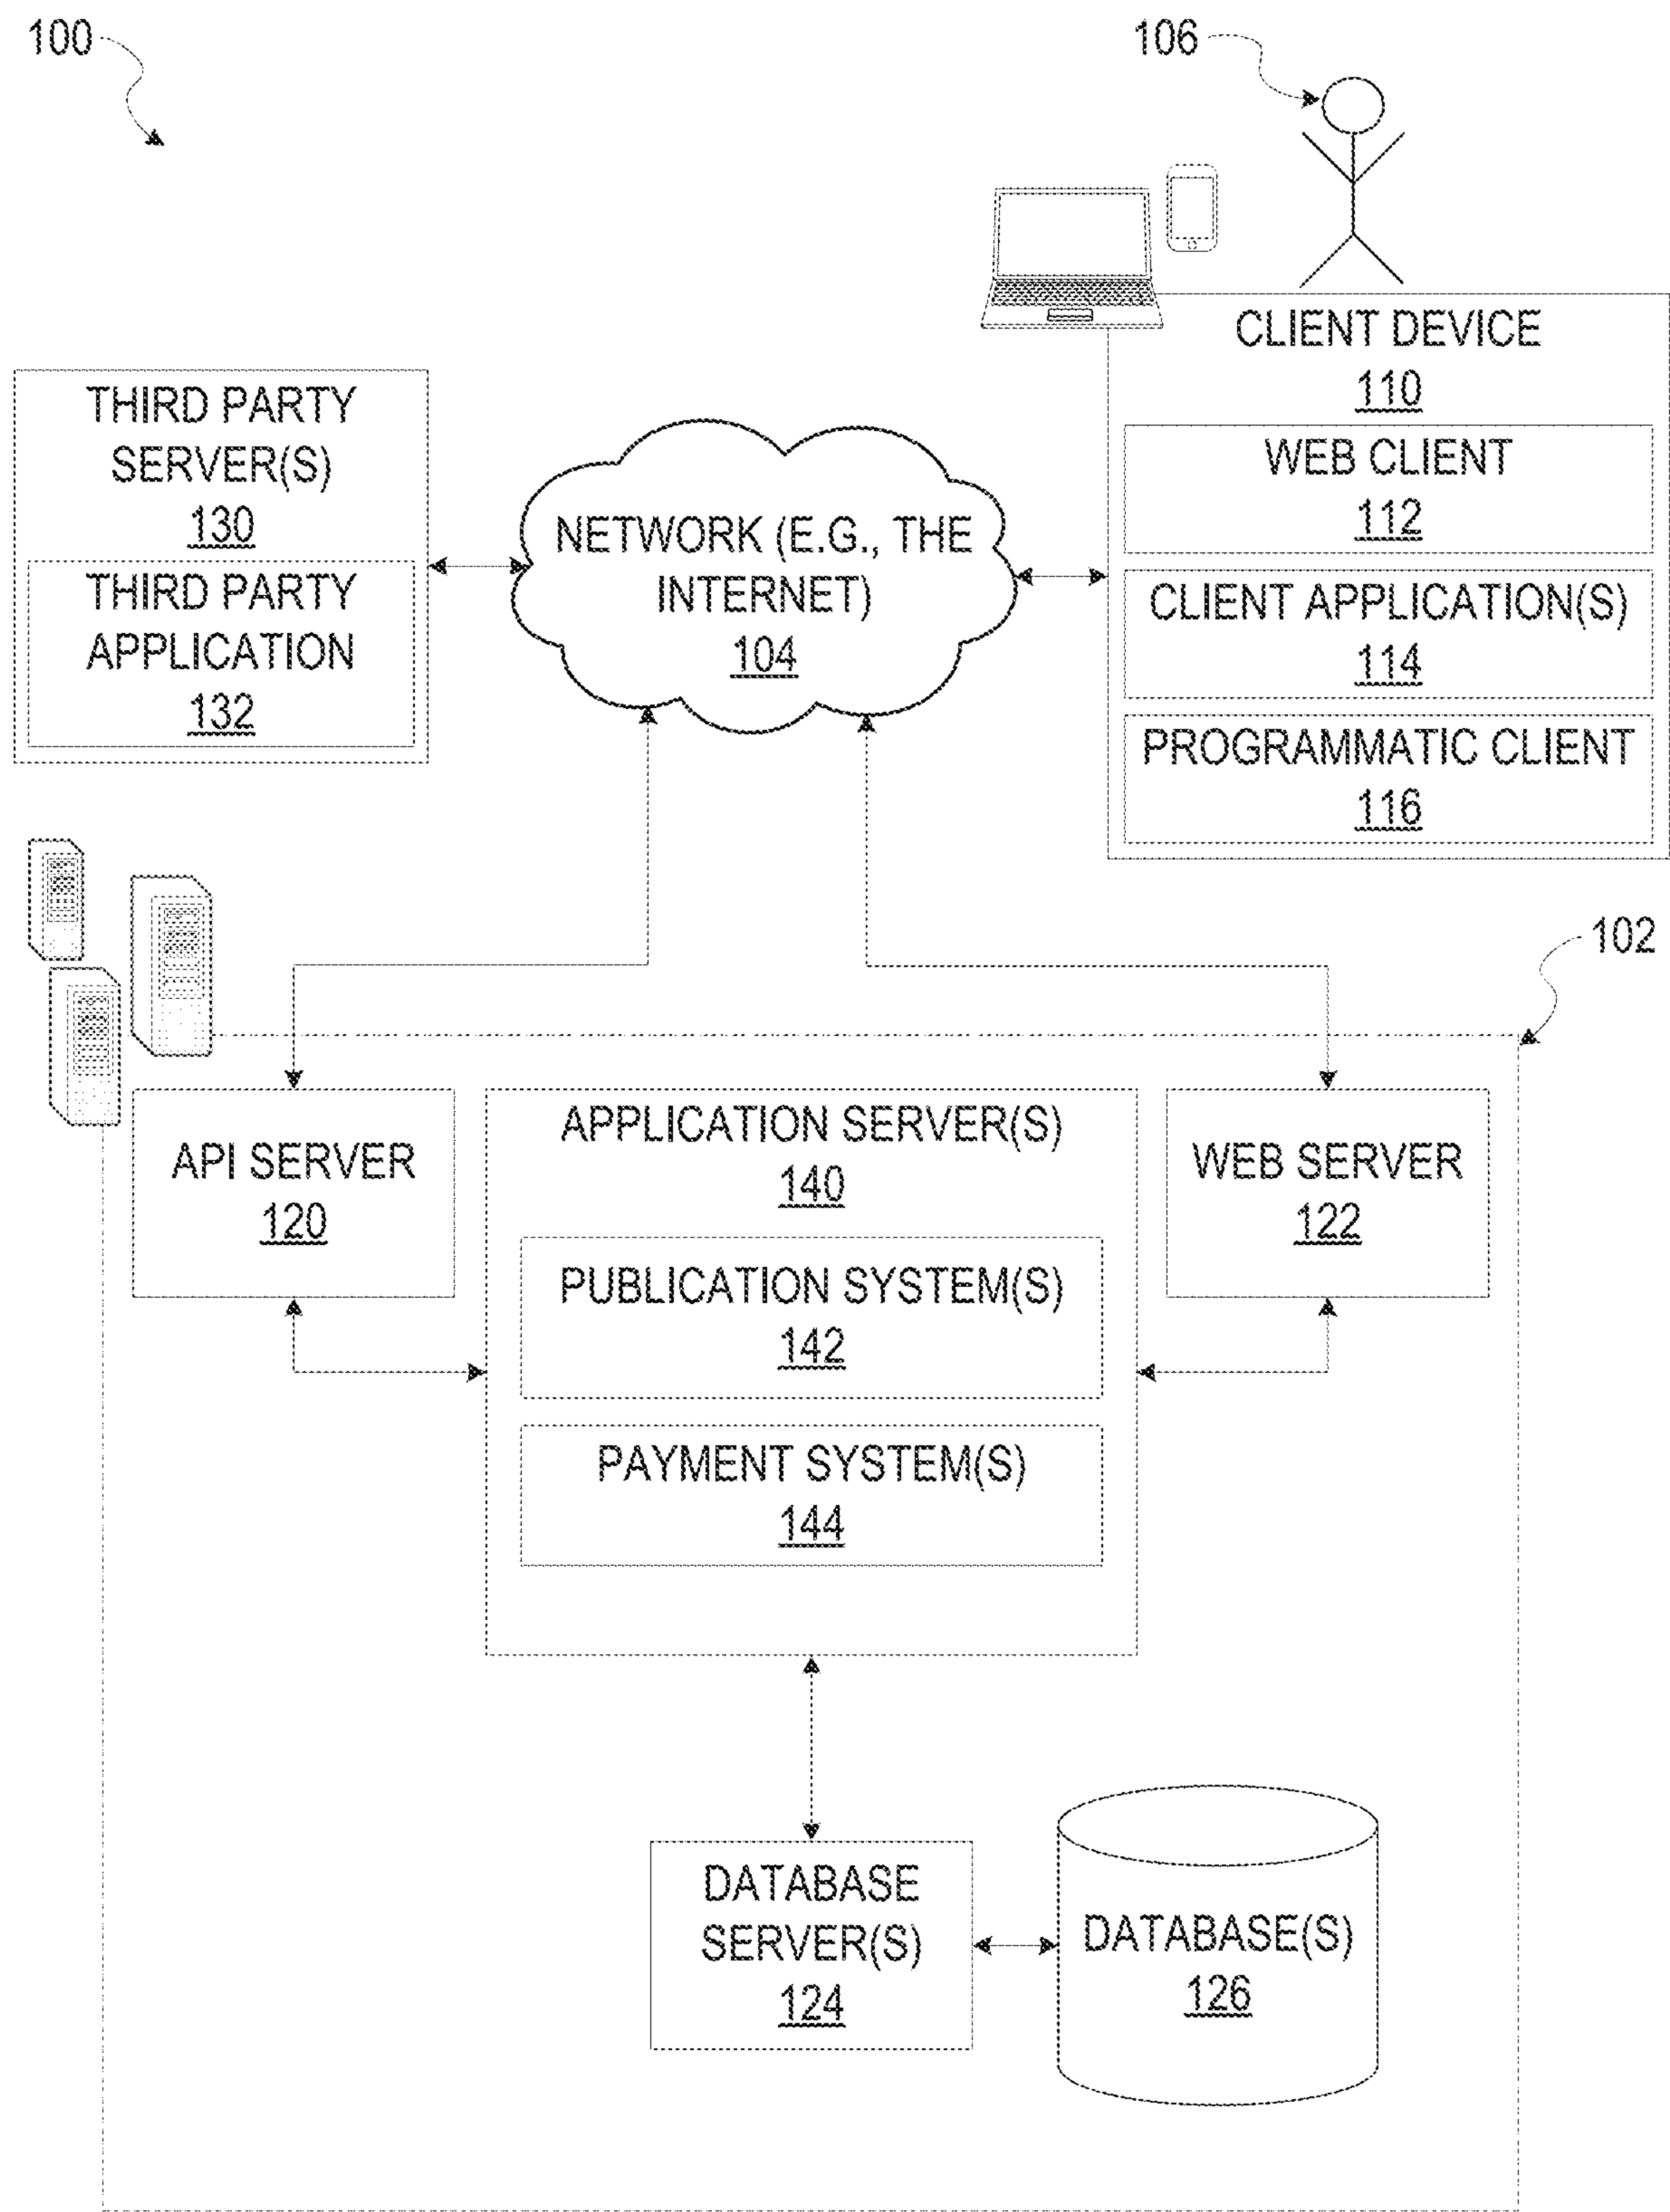 100
106
CLIENT DEVICE
110
WEB CLIENT
112
CLIENT APPLICATION(S)
114
PROGRAMMATIC CLIENT
116
THIRD PARTY
SERVER(S)
130
THIRD PARTY
APPLICATION
132
NETWORK (E.G., THE
INTERNET)
104
102
API SERVER
120
APPLICATION SERVER(S)
140
PUBLICATION SYSTEM(S)
142
PAYMENT SYSTEM(S)
144
WEB SERVER
122
DATABASE
SERVER(S)
124
DATABASE(S)
126